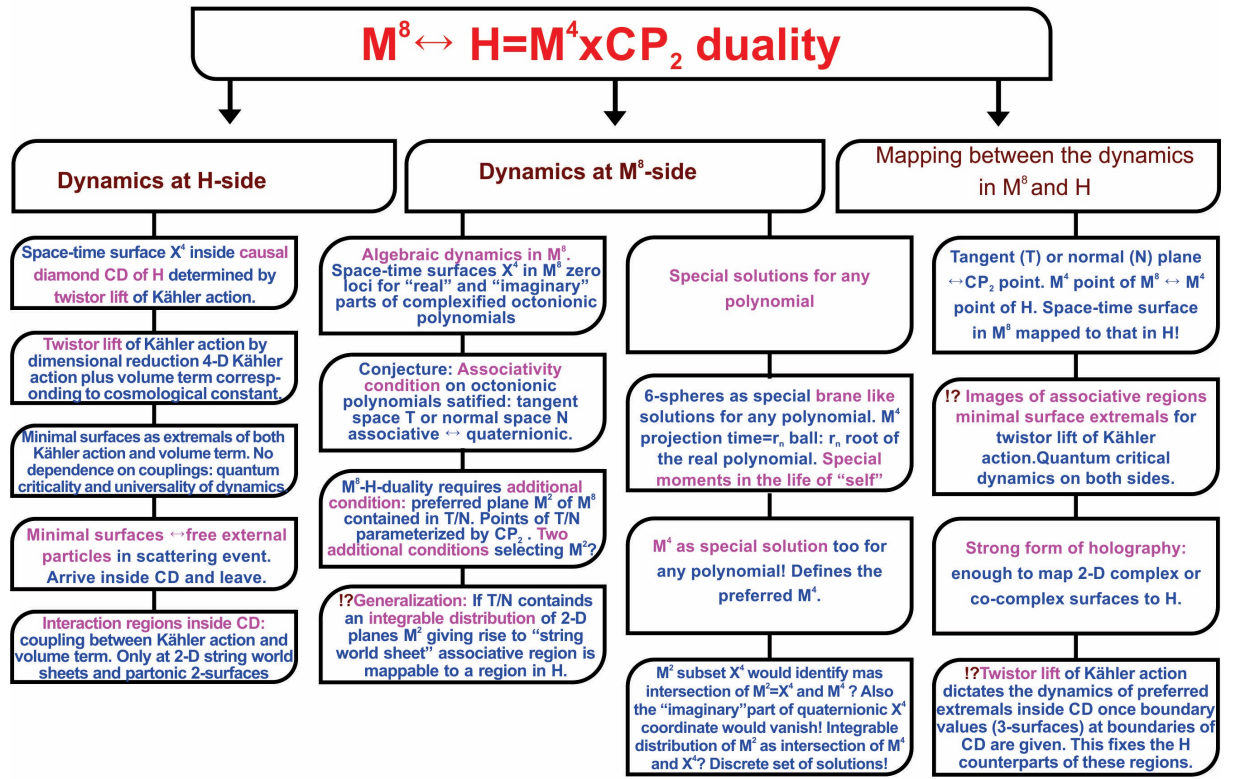 M⁸ ↔ H=M⁴xCP₂ duality
Dynamics at H-side
Space-time surface X⁴ inside causal
diamond CD of H determined by
twistor lift of Kähler action.
Twistor lift of Kähler action by
dimensional reduction 4-D Kähler
action plus volume term corresp-
onding to cosmological constant.
Minimal surfaces as extremals of both
Kähler action and volume term. No
dependence on couplings: quantum
criticality and universality of dynamics.
Minimal surfaces ↔free external
particles in scattering event.
Arrive inside CD and leave.
Interaction regions inside CD:
coupling between Kähler action and
volume term. Only at 2-D string world
sheets and partonic 2-surfaces
Dynamics at M⁸-side
Algebraic dynamics in M⁸.
Space-time surfaces X⁴ in M⁸ zero
loci for “real” and “imaginary”
parts of complexified octonionic
polynomials
Conjecture: Associativity
condition on octonionic
polynomials satified: tangent
space T or normal space N
associative ↔ quaternionic.
M⁸-H-duality requires additional
condition: preferred plane M² of M⁸
contained in T/N. Points of T/N
parameterized by CP₂ . Two
additional conditions selecting M²?
!?Generalization: If T/N containds
an integrable distribution of 2-D
planes M² giving rise to “string
world sheet” associative region is
mappable to a region in H.
Special solutions for any
polynomial
6-spheres as special brane like
solutions for any polynomial. M⁴
projection time=rₙ ball: rₙ root of
the real polynomial. Special
moments in the life of “self”
M⁴ as special solution too for
any polynomial! Defines the
preferred M⁴.
M² subset X⁴ would identify mas
intersection of M²=X⁴ and M⁴ ? Also
the “imaginary”part of quaternionic X⁴
coordinate would vanish! Integrable
distribution of M² as intersection of M⁴
and X⁴? Discrete set of solutions!
Mapping between the dynamics
in M⁸ and H
Tangent (T) or normal (N) plane
↔CP₂ point. M⁴ point of M⁸ ↔ M⁴
point of H. Space-time surface
in M⁸ mapped to that in H!
!? Images of associative regions
minimal surface extremals for
twistor lift of Kähler
action.Quantum critical
dynamics on both sides.
Strong form of holography:
enough to map 2-D complex or
co-complex surfaces to H.
!?Twistor lift of Kähler action
dictates the dynamics of preferred
extremals inside CD once boundary
values (3-surfaces) at boundaries of
CD are given. This fixes the H
counterparts of these regions.